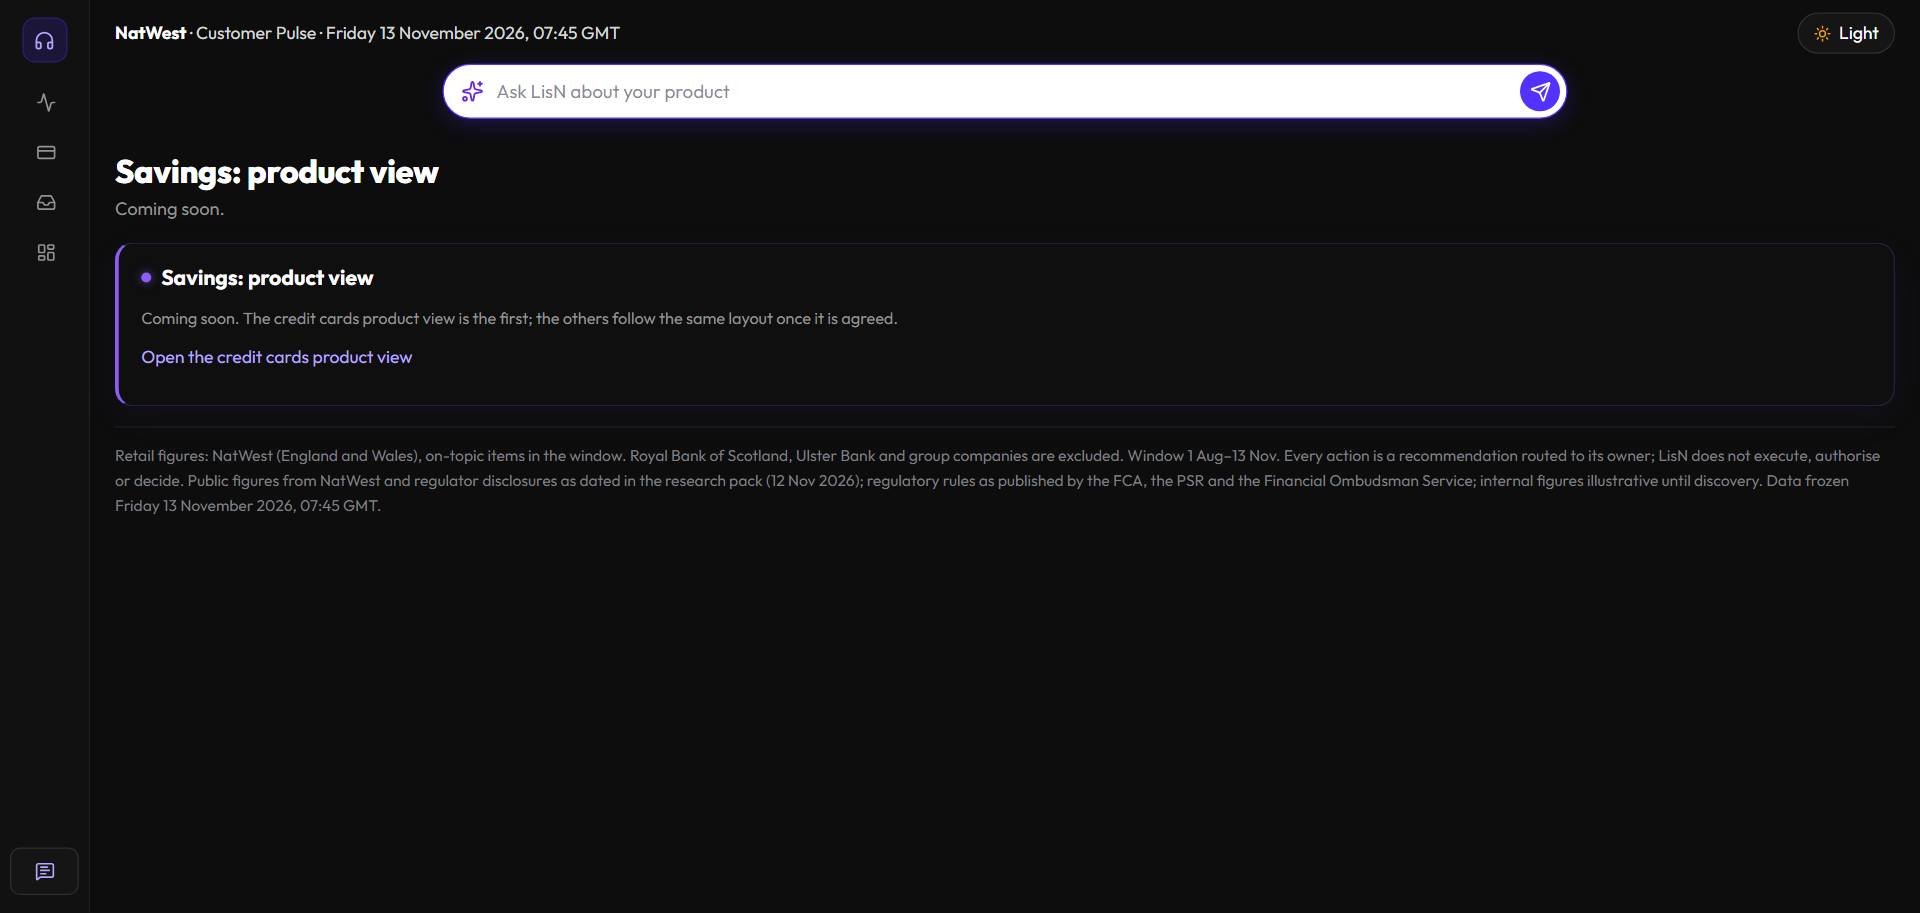 NatWest · Customer Pulse · Friday 13 November 2026, 07:45 GMT
Light
Ask LisN about your product
Savings: product view
Coming soon.
Savings: product view
Coming soon. The credit cards product view is the first; the others follow the same layout once it is agreed.
Open the credit cards product view
Retail figures: NatWest (England and Wales), on-topic items in the window. Royal Bank of Scotland, Ulster Bank and group companies are excluded. Window 1 Aug–13 Nov. Every action is a recommendation routed to its owner; LisN does not execute, authorise
or decide. Public figures from NatWest and regulator disclosures as dated in the research pack (12 Nov 2026); regulatory rules as published by the FCA, the PSR and the Financial Ombudsman Service; internal figures illustrative until discovery. Data frozen
Friday 13 November 2026, 07:45 GMT.